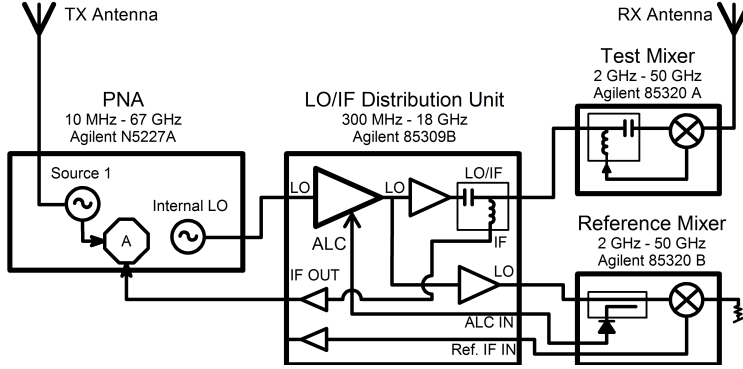 TX Antenna
RX Antenna
PNA
10 MHz - 67 GHz
Agilent N5227A
LO/IF Distribution Unit
300 MHz - 18 GHz
Agilent 85309B
Test Mixer
2 GHz - 50 GHz
Agilent 85320 A
Source 1
Internal LO
A
LO
LO
LO/IF
ALC
IF
IF OUT
LO
ALC IN
Ref. IF IN
Reference Mixer
2 GHz - 50 GHz
Agilent 85320 B